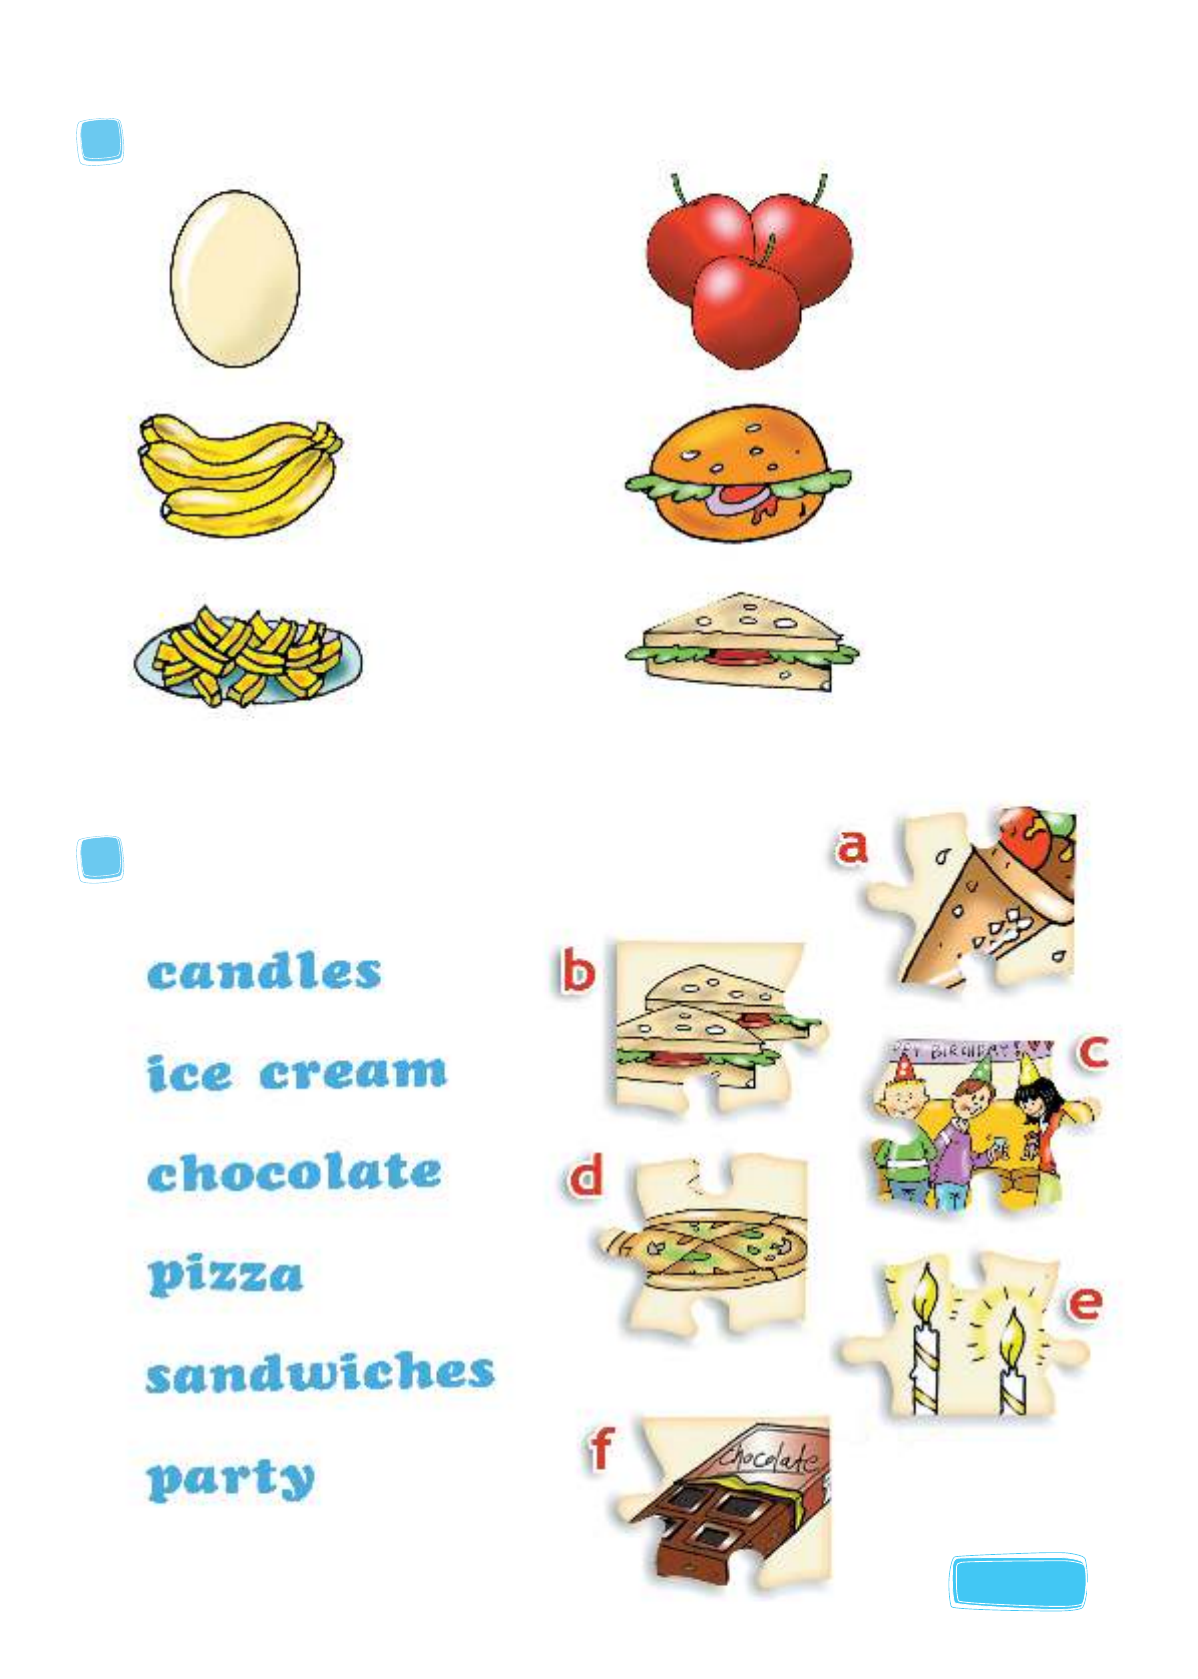 a
candles
b
ice cream
c
BIRTHDAY!
chocolate
d
pizza
e
sandwiches
f
chocolate
party